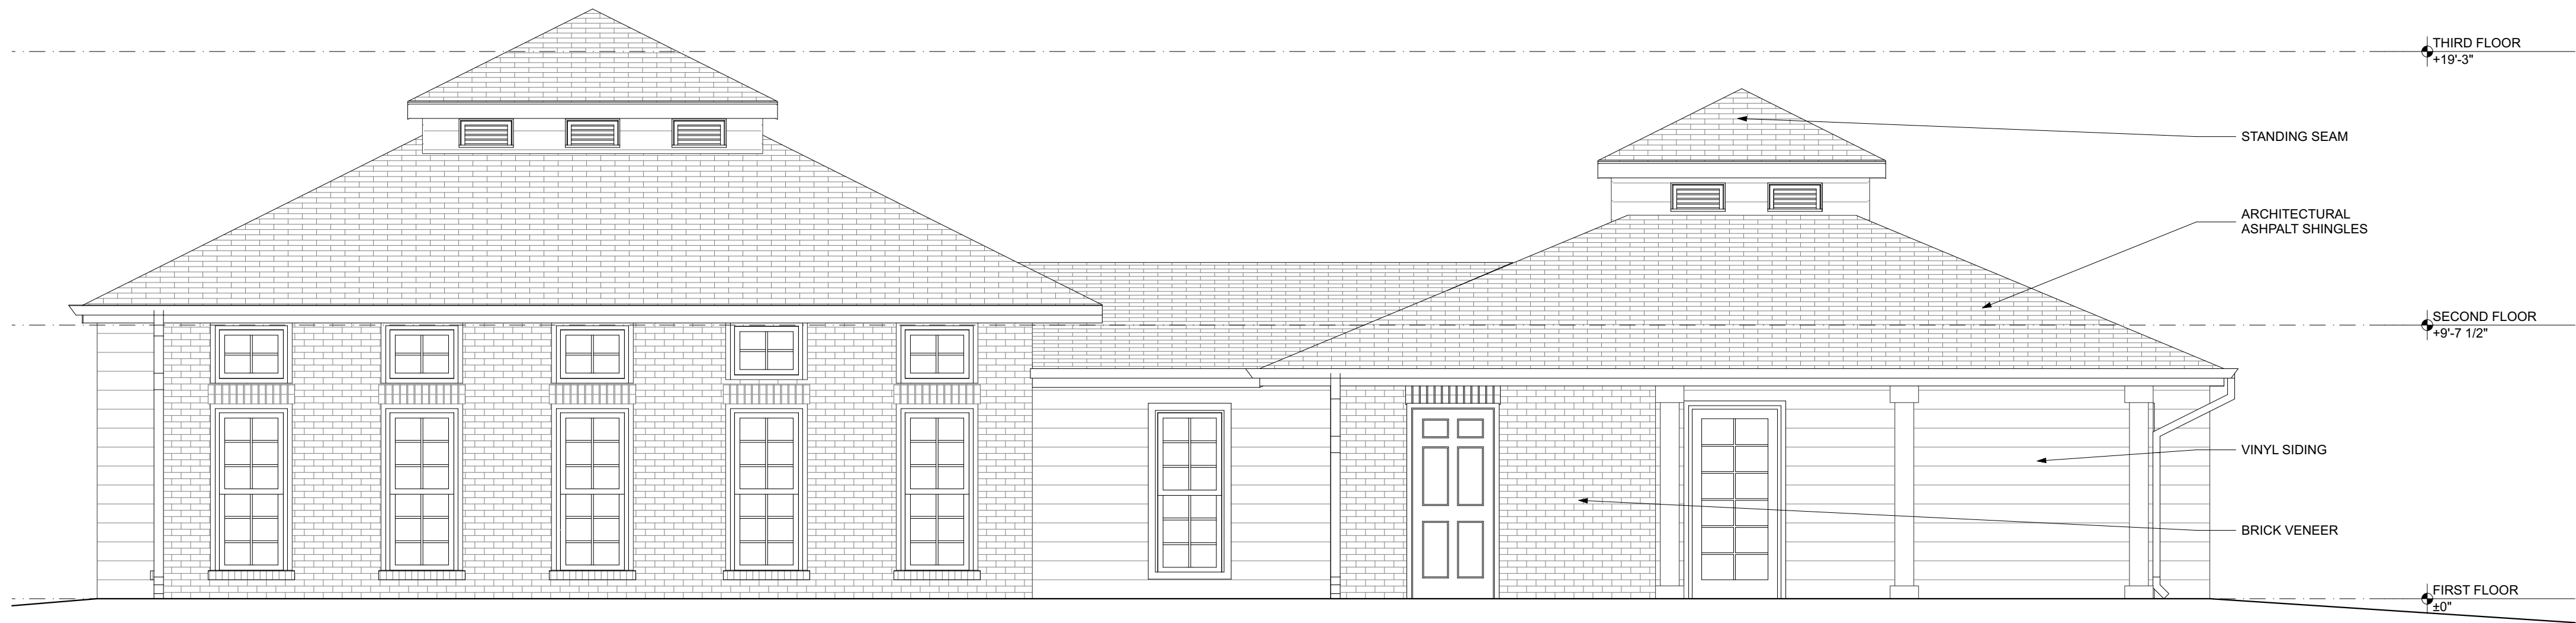 THIRD FLOOR
+19'-3"
STANDING SEAM
ARCHITECTURAL
ASHPALT SHINGLES
SECOND FLOOR
+9'-7 1/2"
VINYL SIDING
BRICK VENEER
FIRST FLOOR
±0"